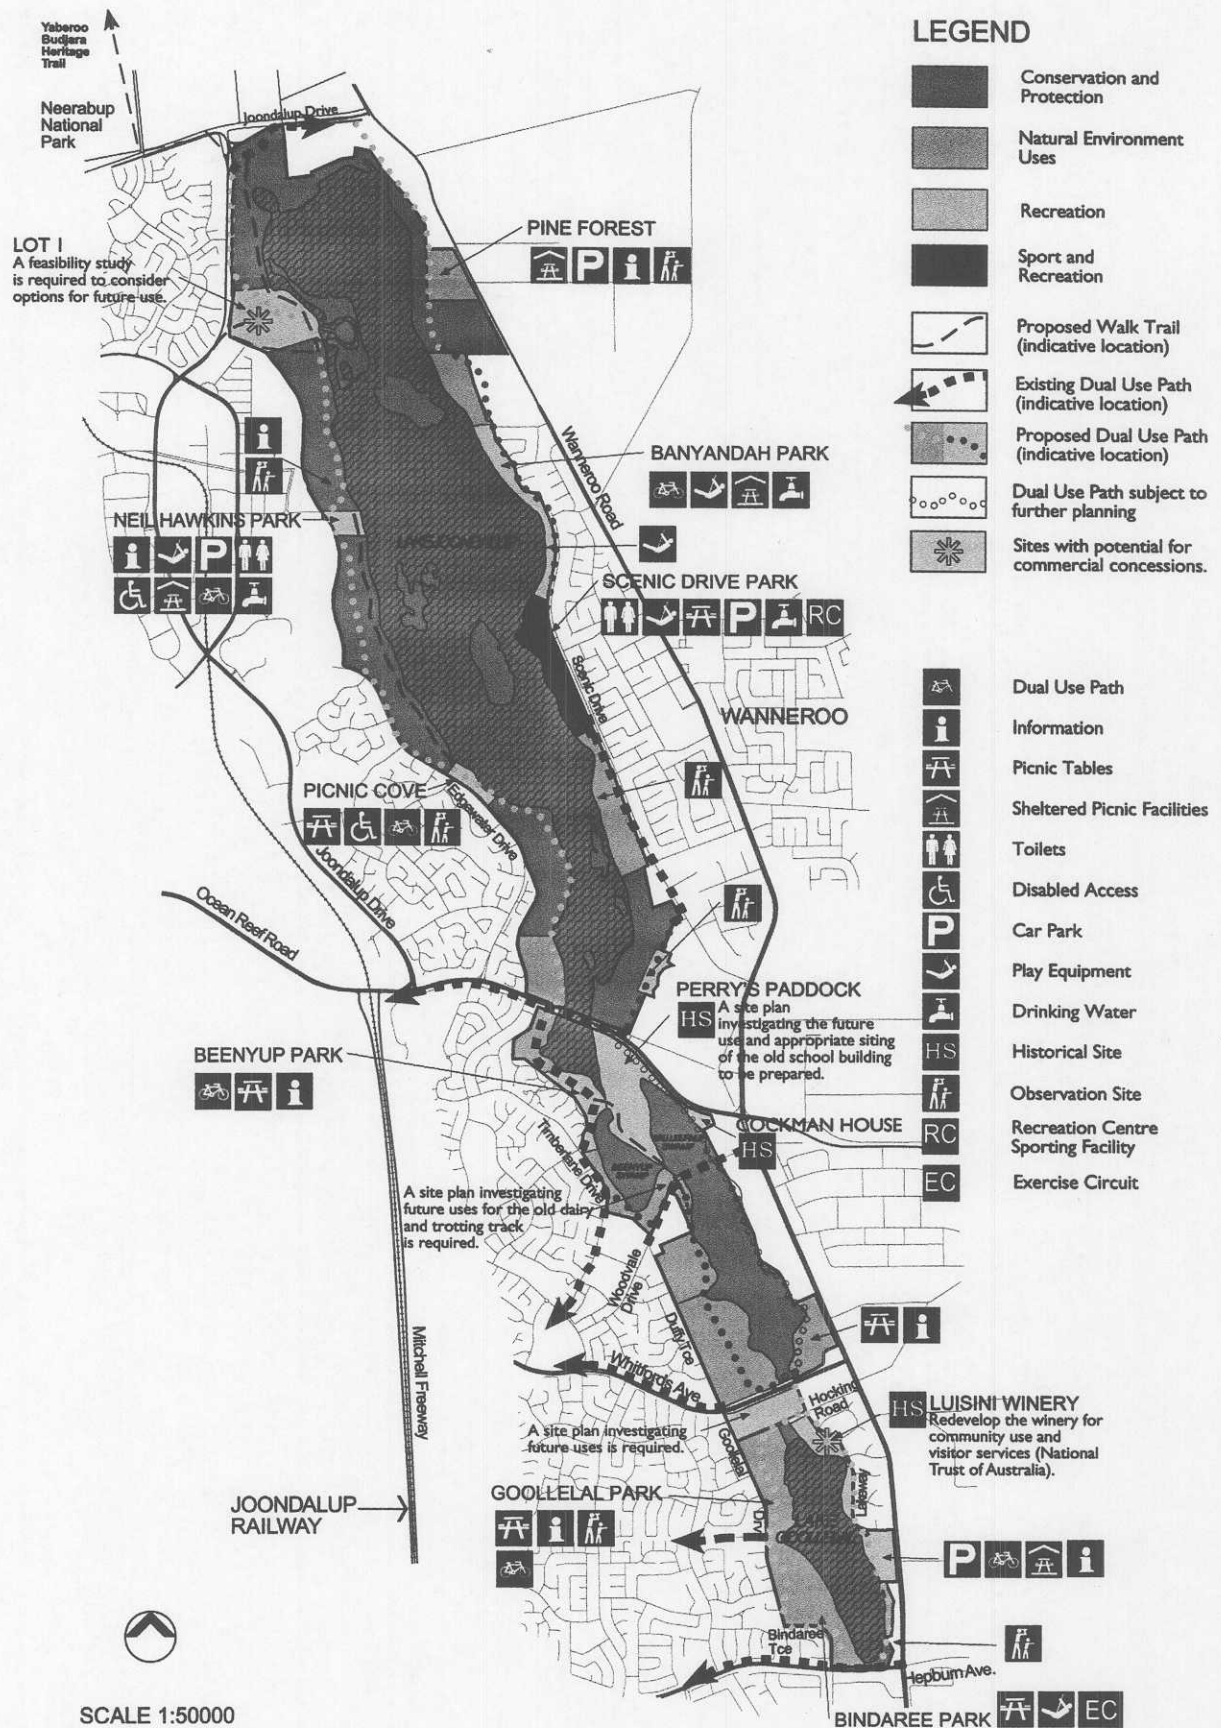 Yaberoo
Budjara
Heritage
Trail
Neerabup
National
Park
Joondalup Drive
LOT 1
A feasibility study
is required to consider
options for future use.
PINE FOREST
P i
Wanneroo Road
BANYANDAH PARK
i
NEIL HAWKINS PARK
i P
SCENIC DRIVE PARK
P RC
Scenic Drive
WANNEROO
PICNIC COVE
Edgewater Drive
Joondalup Drive
Ocean Reef Road
PERRY'S PADDOCK
HS A site plan
investigating the future
use and appropriate siting
of the old school building
to be prepared.
BEENYUP PARK
i
COCKMAN HOUSE
HS
Timberlane Drive
BEENYUP
SWAMP
A site plan investigating
future uses for the old dairy
and trotting track
is required.
Woodvale
Drive
Duffy Tce
i
Whitfords Ave
Hocking
Road
Mitchell Freeway
HS LUISINI WINERY
Redevelop the winery for
community use and
visitor services (National
Trust of Australia).
A site plan investigating
future uses is required.
Goollelal
Drv
Lakeway
GOOLLELAL PARK
i
JOONDALUP
RAILWAY
P i
Bindaree
Tce
Hepburn Ave.
BINDAREE PARK EC
SCALE 1:50000
LEGEND
Conservation and
Protection
Natural Environment
Uses
Recreation
Sport and
Recreation
Proposed Walk Trail
(indicative location)
Existing Dual Use Path
(indicative location)
Proposed Dual Use Path
(indicative location)
Dual Use Path subject to
further planning
Sites with potential for
commercial concessions.
Dual Use Path
i Information
Picnic Tables
Sheltered Picnic Facilities
Toilets
Disabled Access
P Car Park
Play Equipment
Drinking Water
HS Historical Site
Observation Site
RC Recreation Centre
Sporting Facility
EC Exercise Circuit